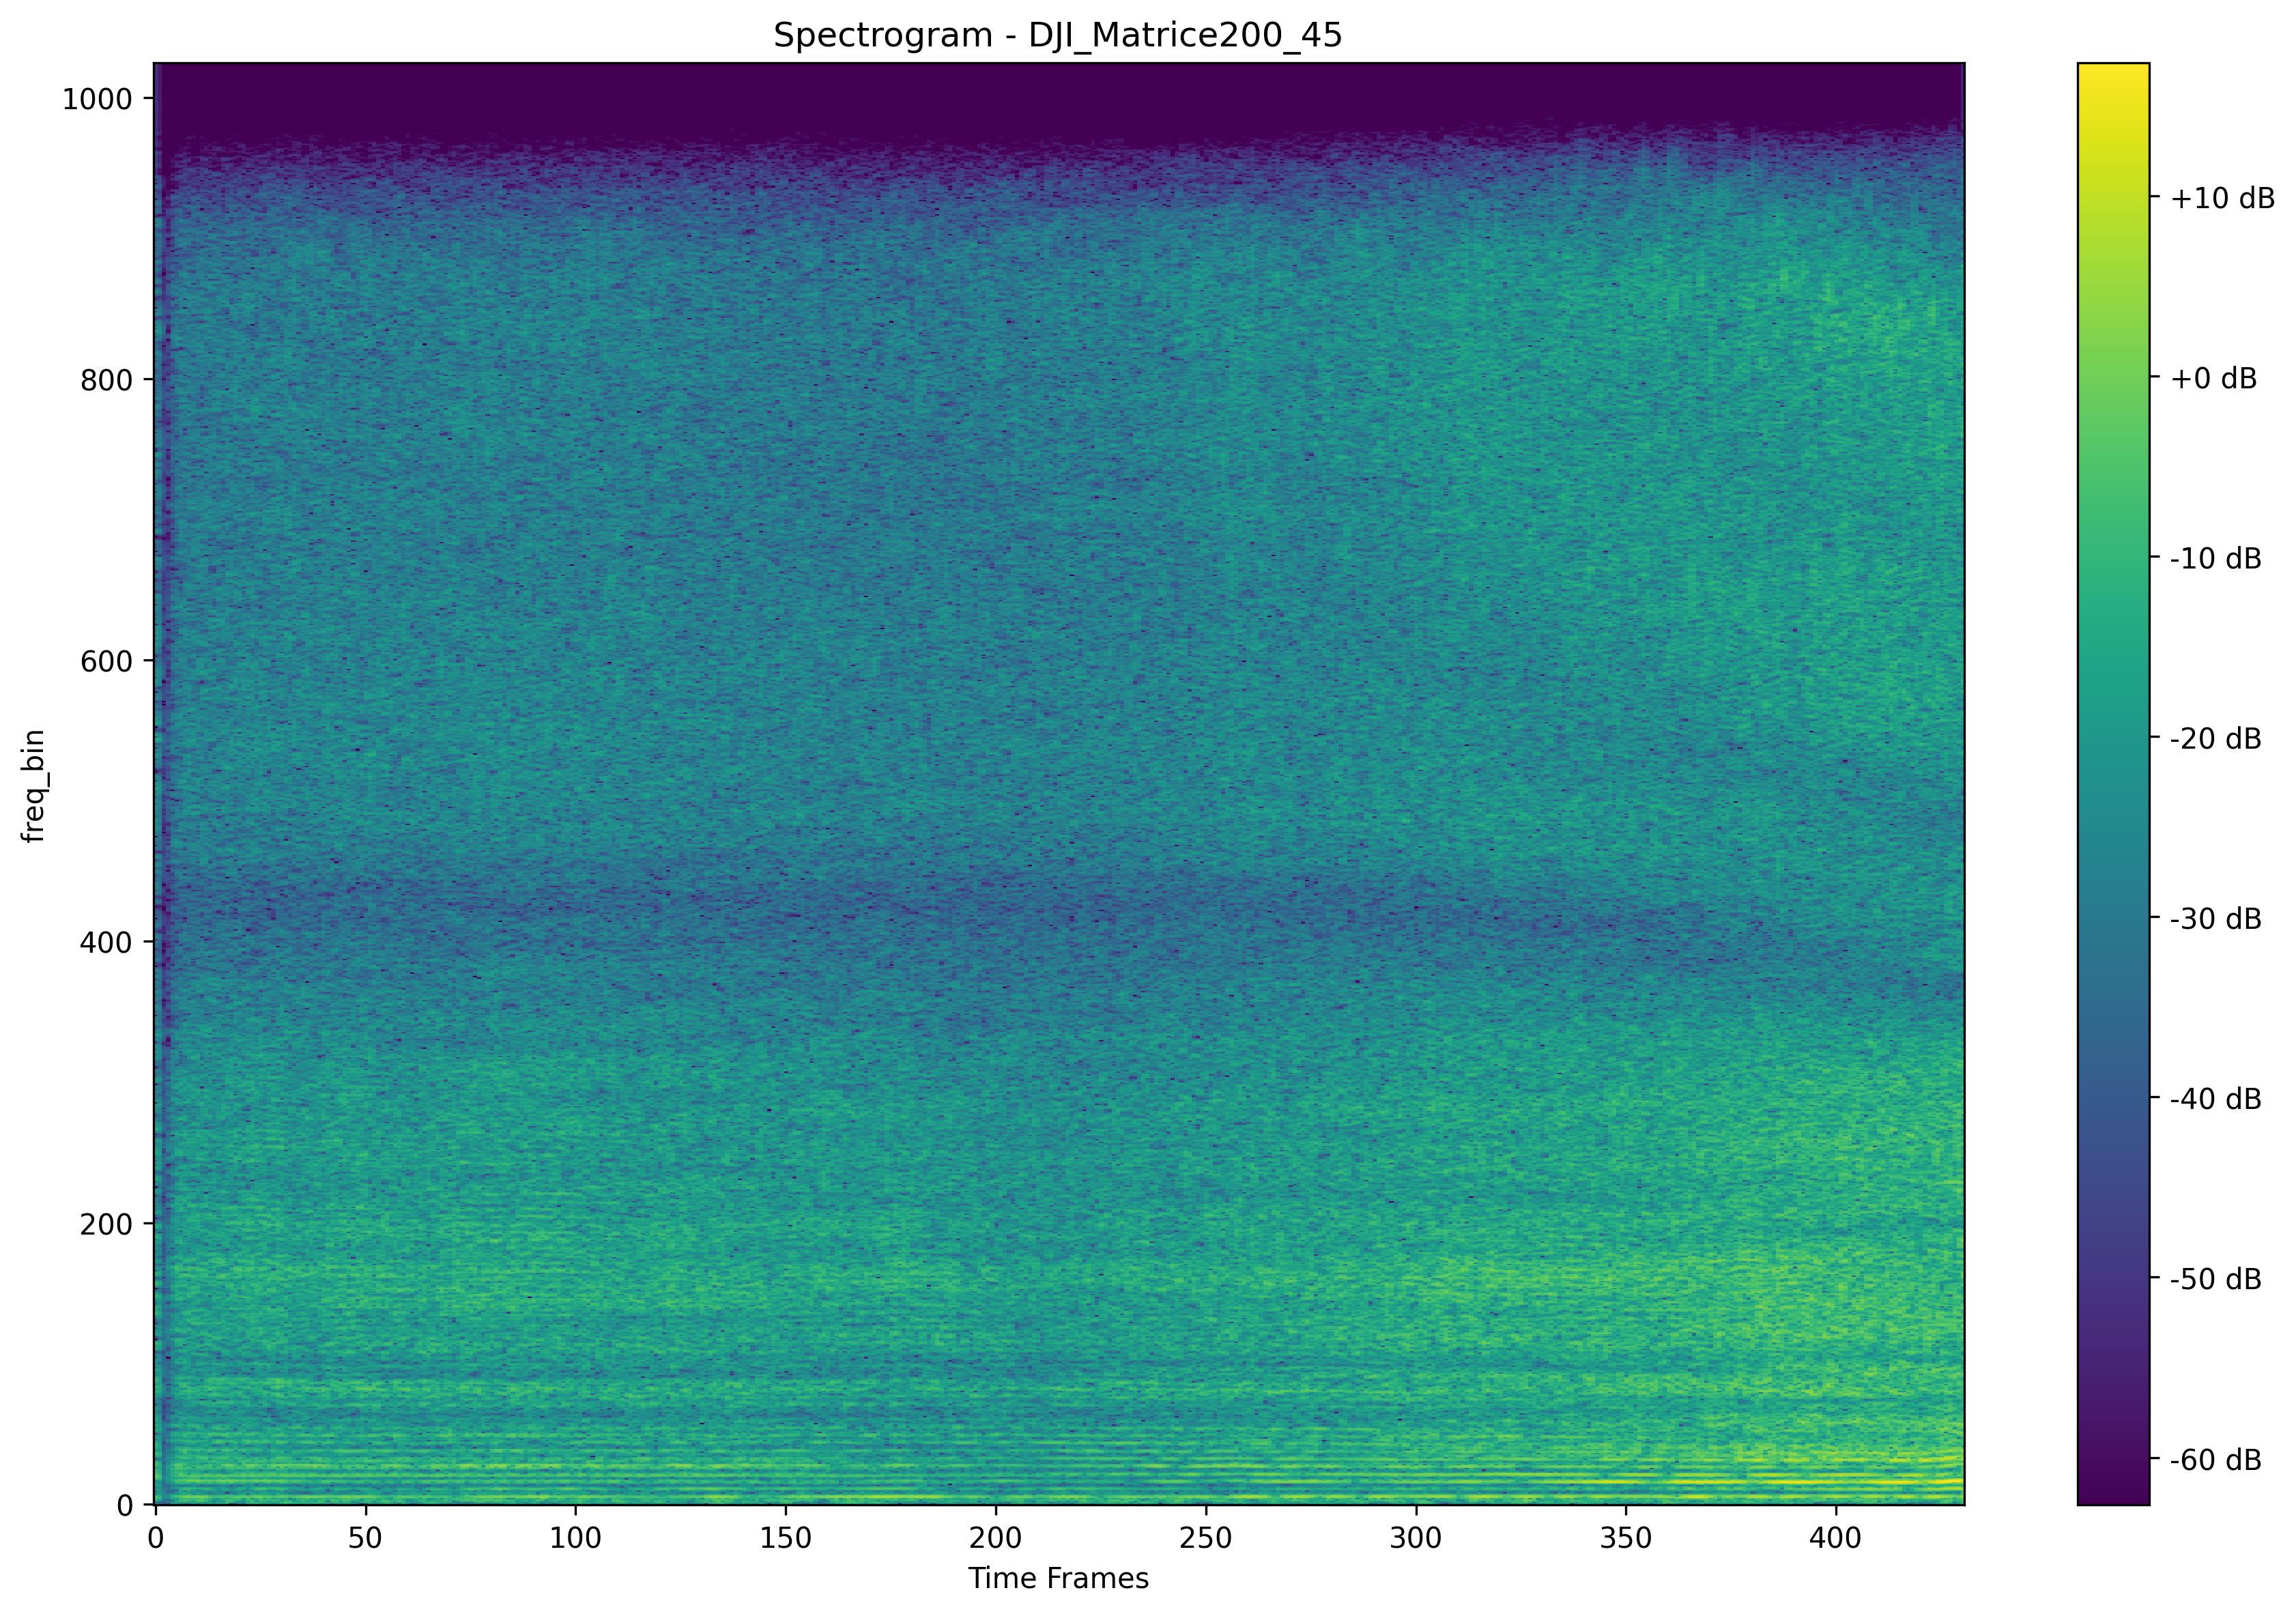 Spectrogram - DJI_Matrice200_45
1000
800
600
400
200
0
freq_bin
0 50 100 150 200 250 300 350 400
Time Frames
+10 dB
+0 dB
-10 dB
-20 dB
-30 dB
-40 dB
-50 dB
-60 dB